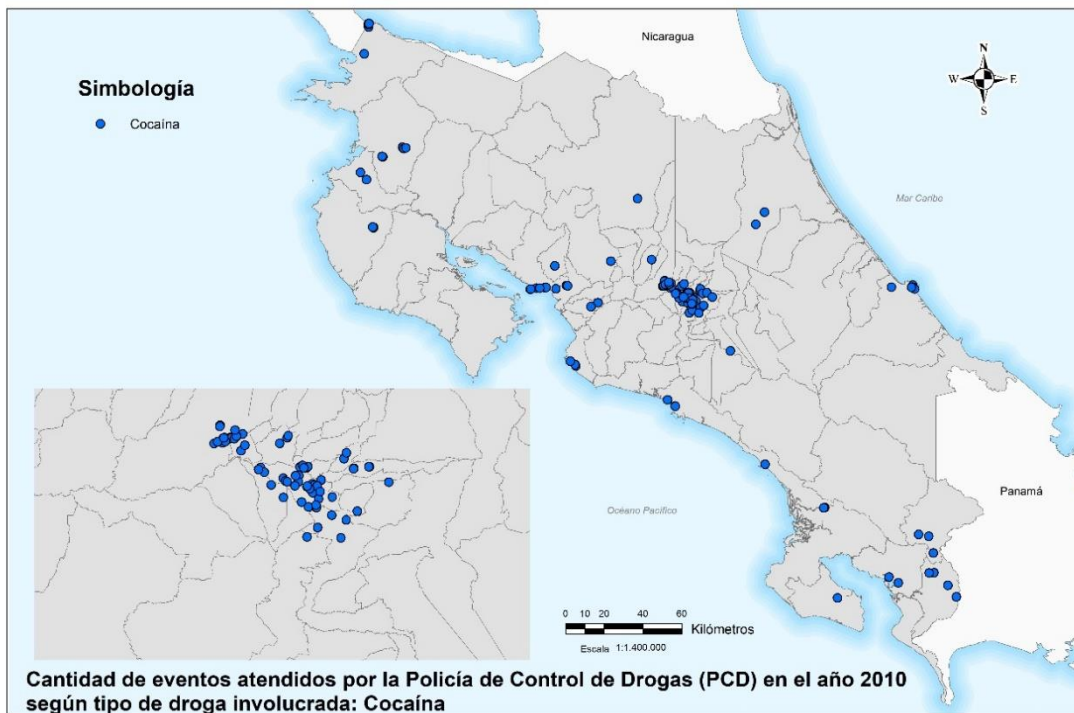 Nicaragua
N
W E
S
Simbología
Cocaína
Mar Caribe
Panamá
Océano Pacífico
0 10 20 40 60
Kilómetros
Escala 1:1.400.000
Cantidad de eventos atendidos por la Policía de Control de Drogas (PCD) en el año 2010
según tipo de droga involucrada: Cocaína